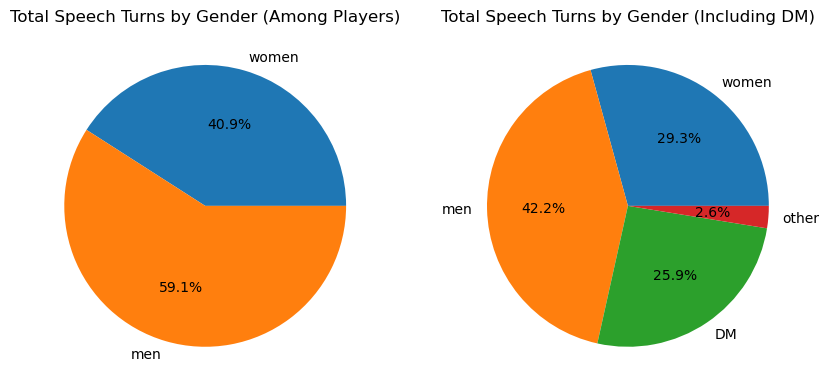 Total Speech Turns by Gender (Among Players)
women
40.9%
59.1%
men
Total Speech Turns by Gender (Including DM)
women
29.3%
men
42.2%
2.6%
other
25.9%
DM